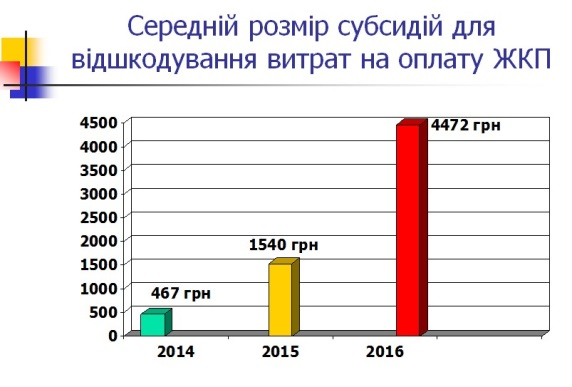 Середній розмір субсидій для
відшкодування витрат на оплату ЖКП
4500
4000
3500
3000
2500
2000
1500
1000
500
0
467 грн
1540 грн
4472 грн
2014
2015
2016